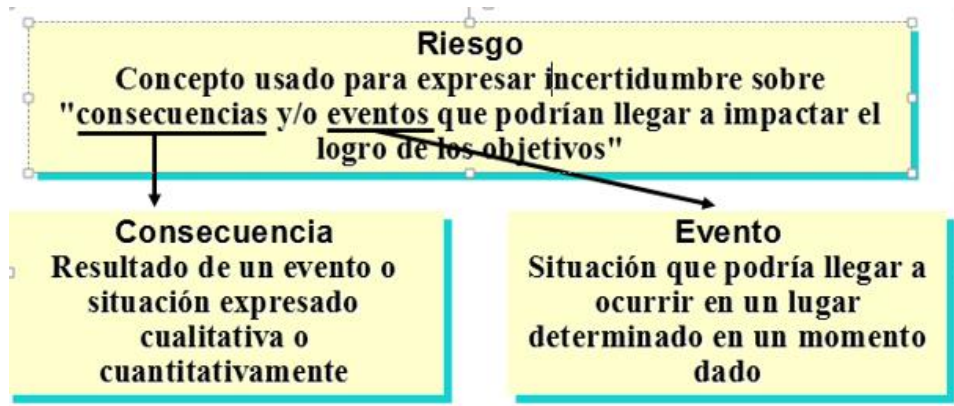 Riesgo
Concepto usado para expresar incertidumbre sobre
"consecuencias y/o eventos que podrían llegar a impactar el
logro de los objetivos"
Consecuencia
Resultado de un evento o
situación expresado
cualitativa o
cuantitativamente
Evento
Situación que podría llegar a
ocurrir en un lugar
determinado en un momento
dado